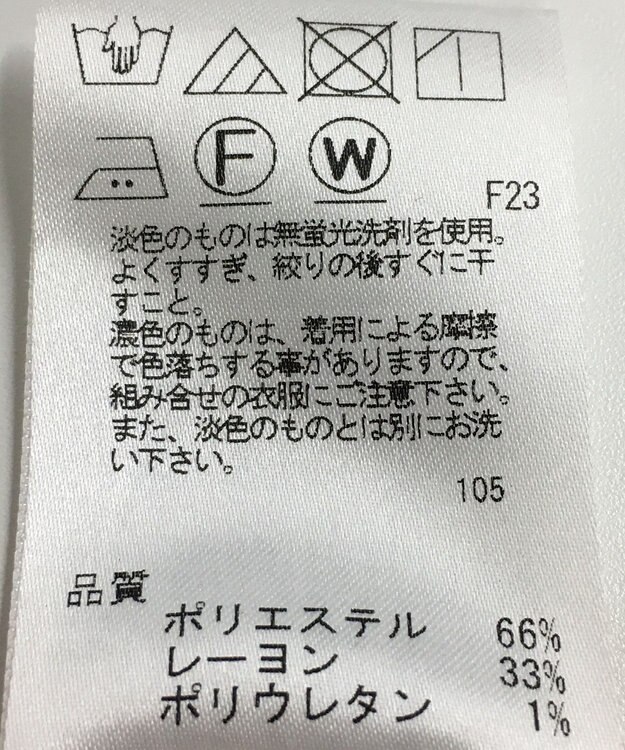 F
W
F23
淡色のものは無蛍光洗剤を使用。
よくすすぎ、絞りの後すぐに干
すこと。
濃色のものは、着用による摩擦
で色落ちする事がありますので、
組み合せの衣服にご注意下さい。
また、淡色のものとは別にお洗
い下さい。
105
品質
ポリエステル 66%
レーヨン 33%
ポリウレタン 1%